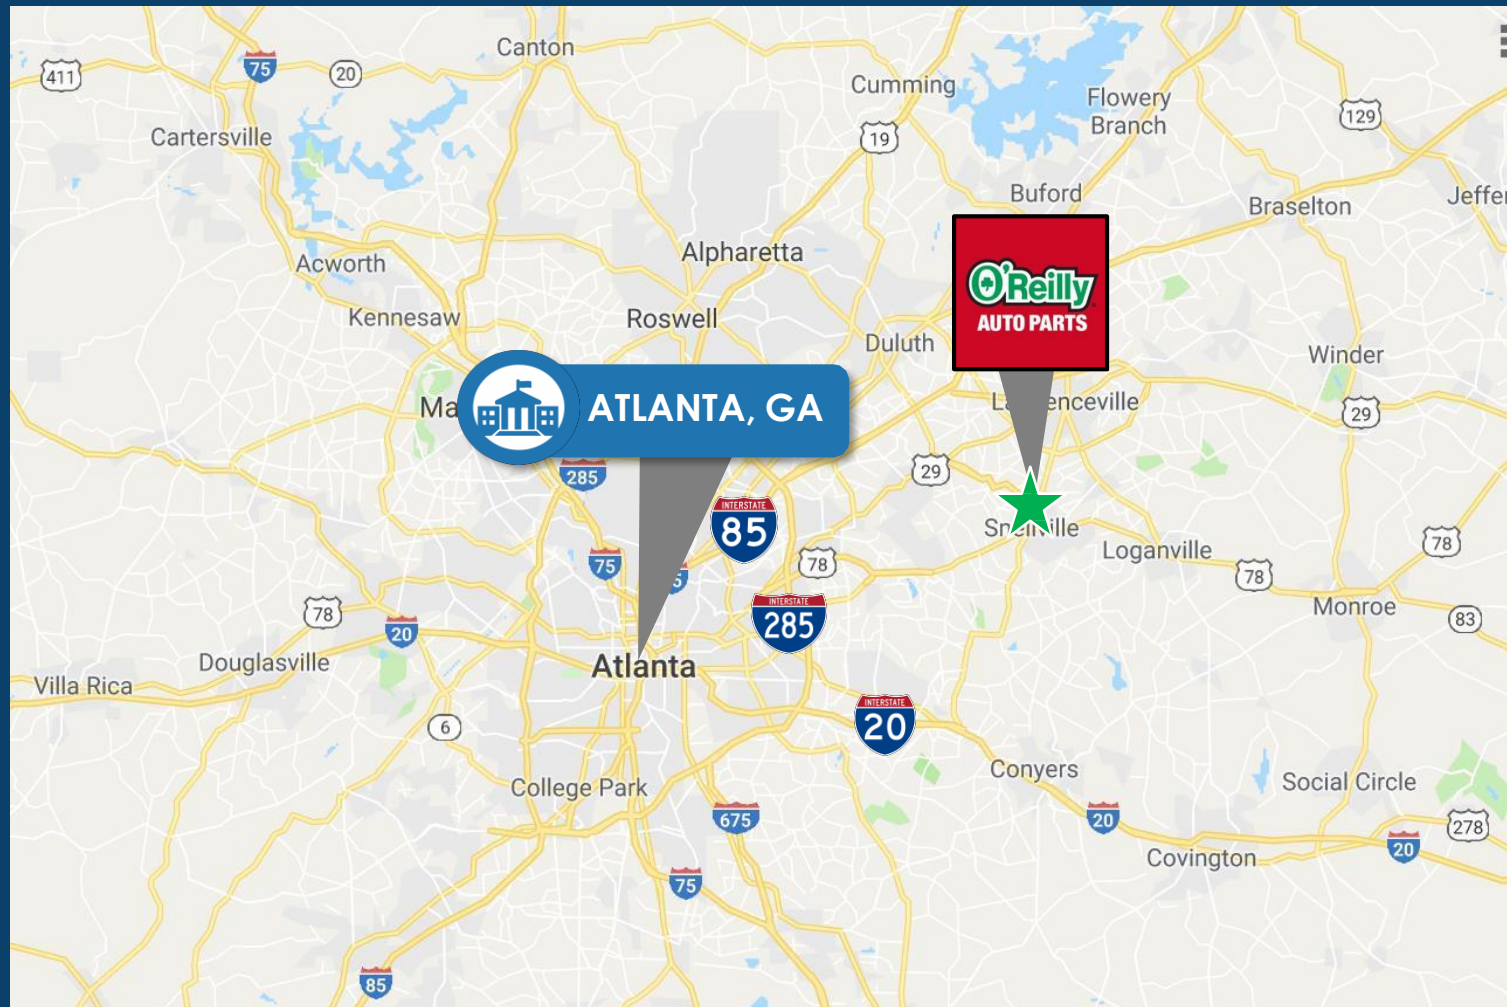 Canton
75
20
411
Cumming
Flowery
Branch
19
129
Cartersville
Buford
Braselton
Jeffer
Alpharetta
Acworth
O'Reilly
AUTO PARTS
Kennesaw
Roswell
Duluth
Winder
ATLANTA, GA
29
29
285
INTERSTATE
85
Snellville
78
Loganville
75
78
78
INTERSTATE
285
Monroe
83
78
20
Douglasville
Atlanta
Villa Rica
INTERSTATE
20
6
Conyers
Social Circle
College Park
675
20
278
20
Covington
75
85